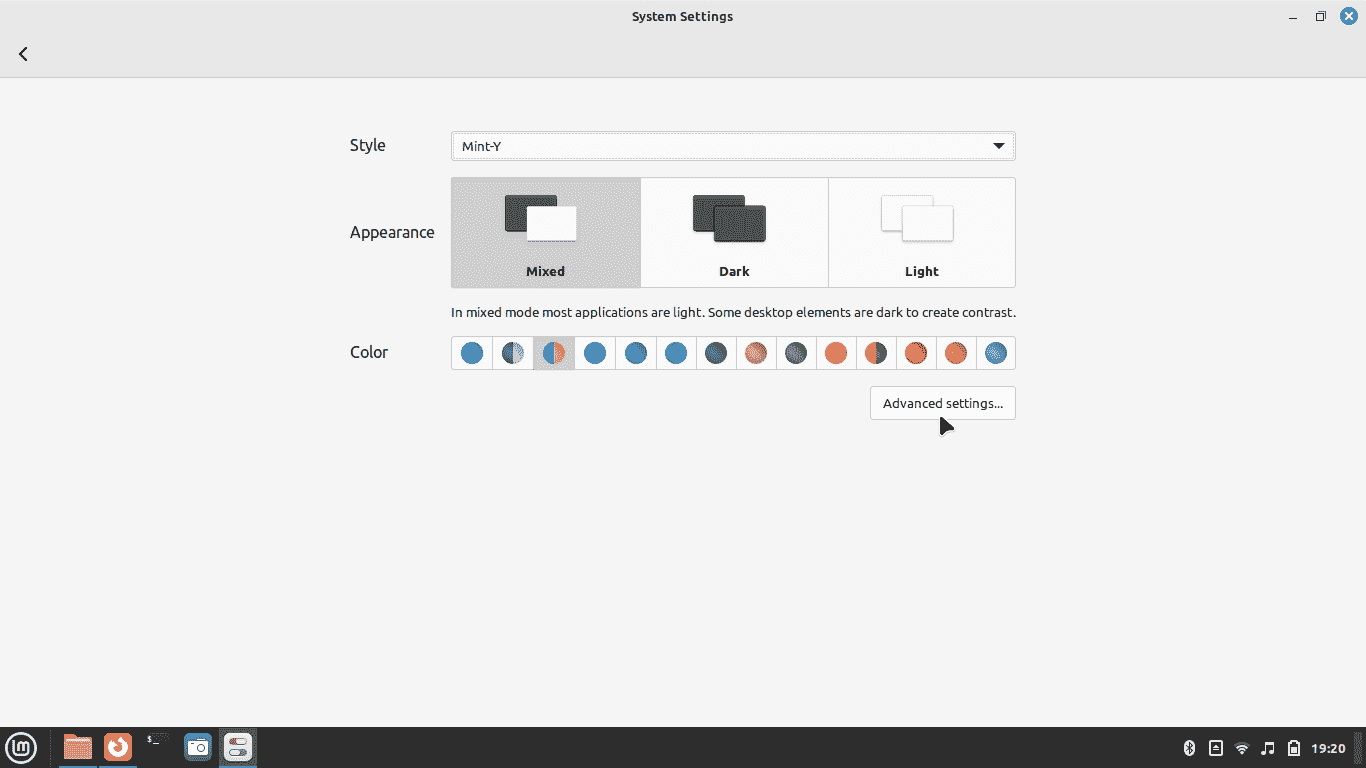 System Settings
Style
Mint-Y
Appearance
Mixed
Dark
Light
In mixed mode most applications are light. Some desktop elements are dark to create contrast.
Color
Advanced settings...
lm
$_
19:20